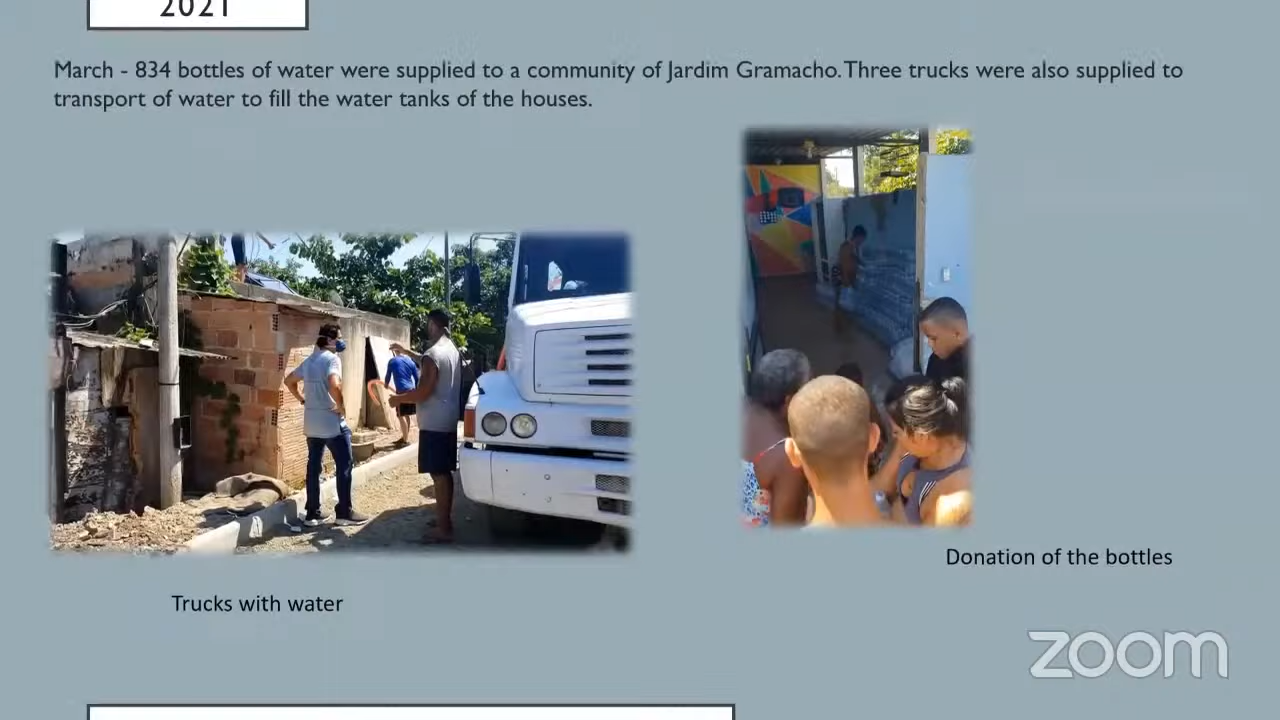 2021
March - 834 bottles of water were supplied to a community of Jardim Gramacho. Three trucks were also supplied to
transport of water to fill the water tanks of the houses.
Donation of the bottles
Trucks with water
zoom